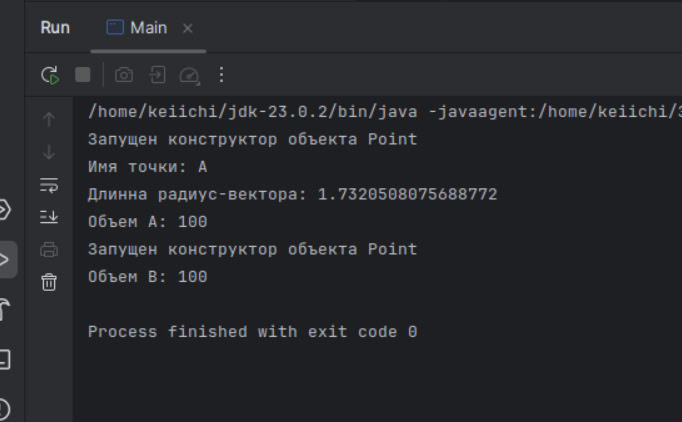 Run Main
/home/keiichi/jdk-23.0.2/bin/java -javaagent:/home/keiichi/
Запущен конструктор объекта Point
Имя точки: A
Длинна радиус-вектора: 1.7320508075688772
Объем A: 100
Запущен конструктор объекта Point
Объем B: 100
Process finished with exit code 0